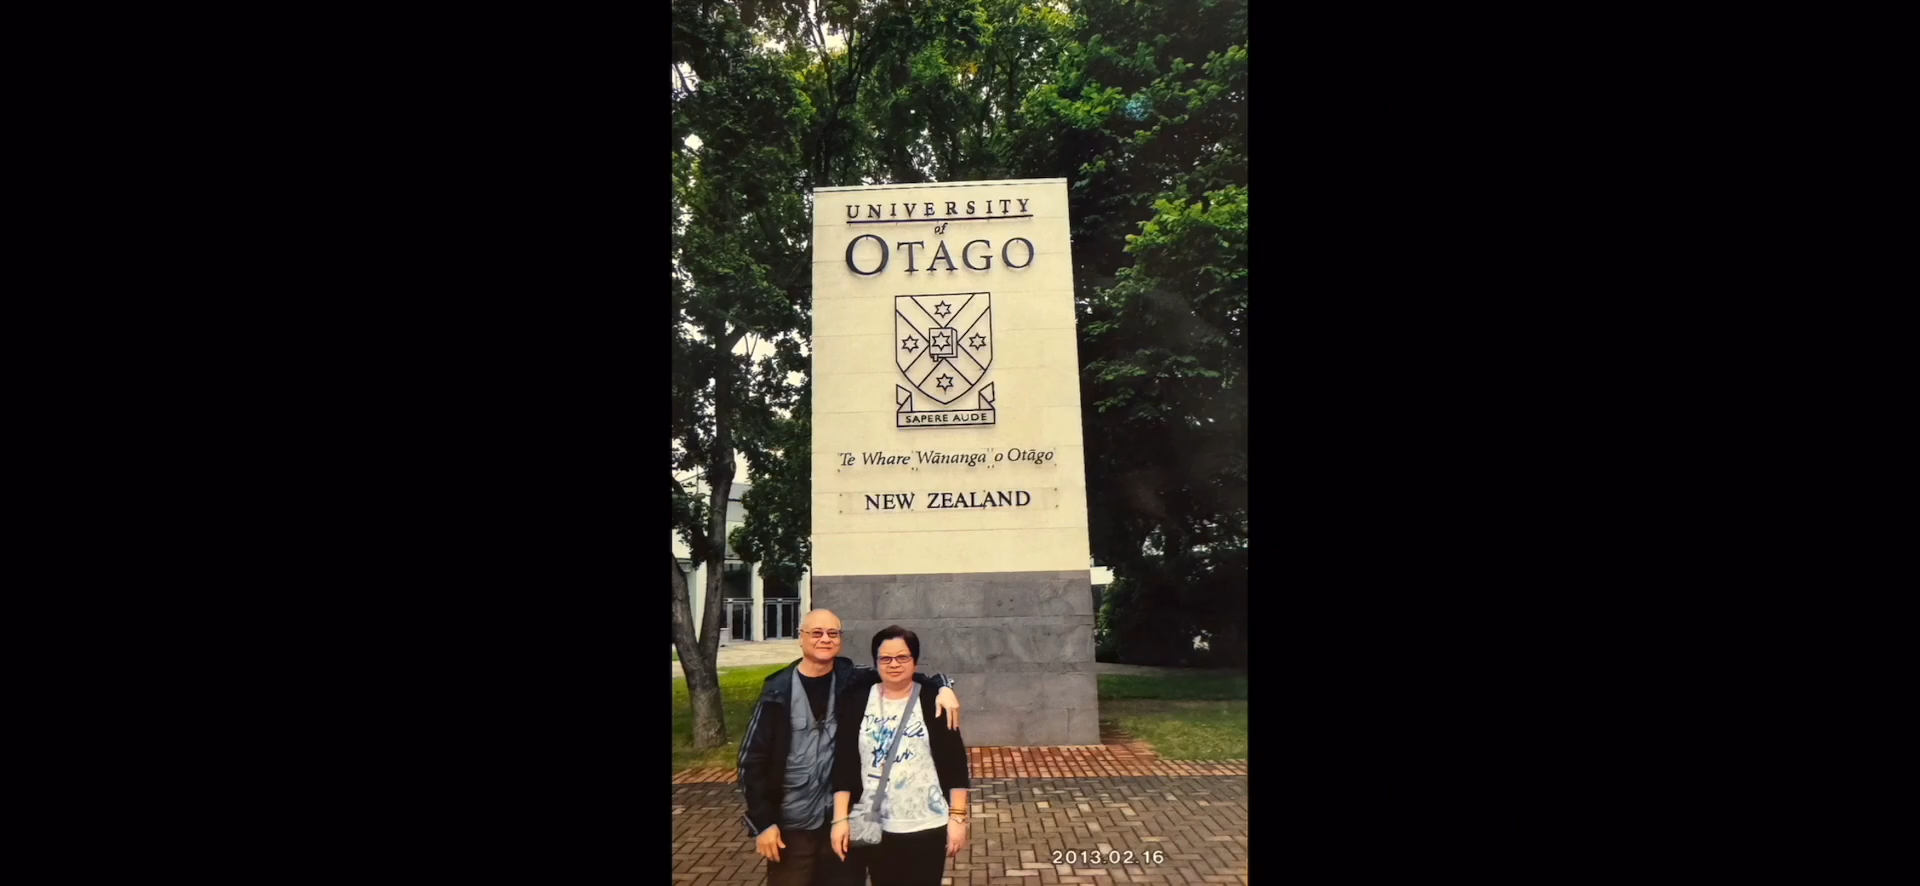 UNIVERSITY
of
OTAGO
SAPERE AUDE
Te Whare Wānanga o Otāgo
NEW ZEALAND
2013.02.16